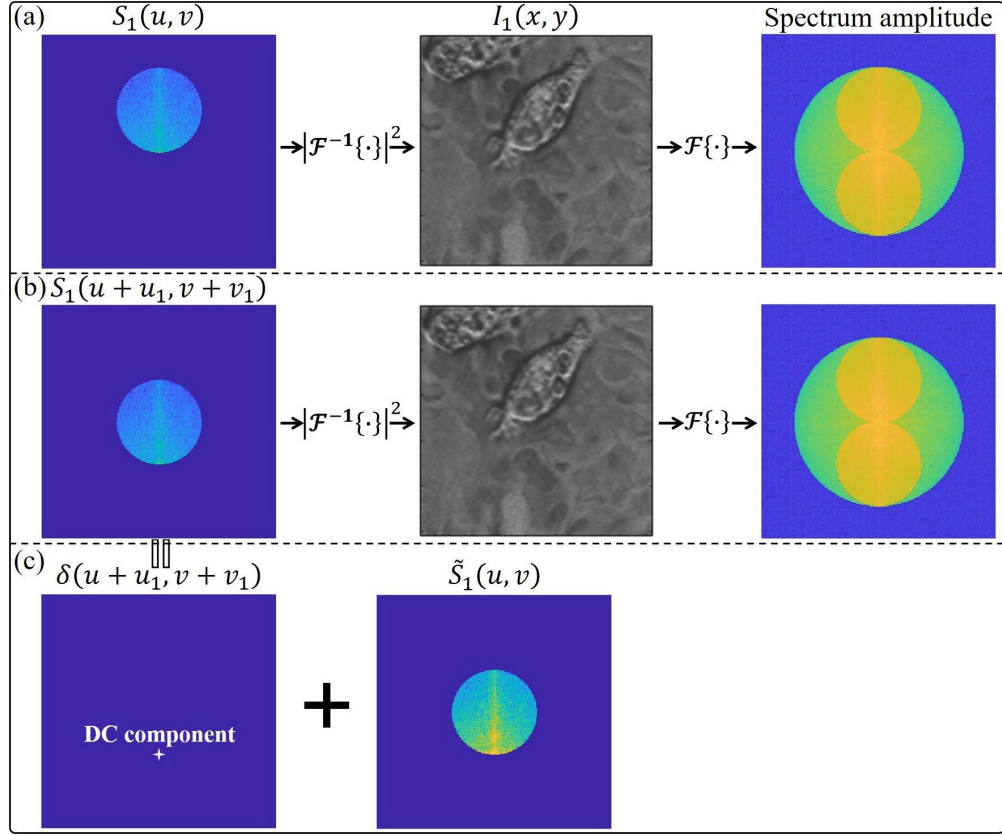 (a) S₁(u, v) I₁(x, y) Spectrum amplitude
→|ℱ⁻¹{·}|²→ →ℱ{·}→
(b) S₁(u + u₁, v + v₁)
→|ℱ⁻¹{·}|²→ →ℱ{·}→
(c) δ(u + u₁, v + v₁) S̃₁(u, v)
DC component
+